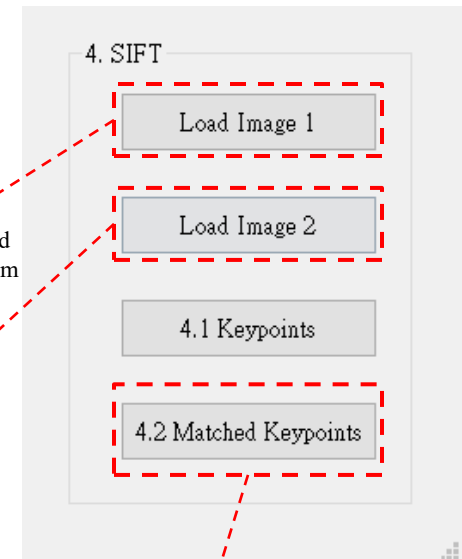 4. SIFT
Load Image 1
Load Image 2
4.1 Keypoints
4.2 Matched Keypoints